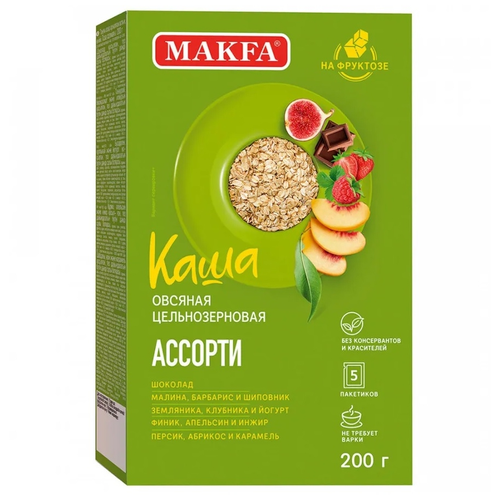 MAKFA®
НА ФРУКТОЗЕ
Каша
ОВСЯНАЯ
ЦЕЛЬНОЗЕРНОВАЯ
АССОРТИ
ШОКОЛАД
МАЛИНА, БАРБАРИС И ШИПОВНИК
ЗЕМЛЯНИКА, КЛУБНИКА И ЙОГУРТ
ФИНИК, АПЕЛЬСИН И ИНЖИР
ПЕРСИК, АБРИКОС И КАРАМЕЛЬ
БЕЗ КОНСЕРВАНТОВ
И КРАСИТЕЛЕЙ
5
ПАКЕТИКОВ
НЕ ТРЕБУЕТ
ВАРКИ
200 г